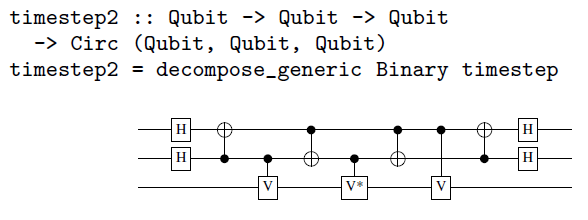 timestep2 :: Qubit -> Qubit -> Qubit
-> Circ (Qubit, Qubit, Qubit)
timestep2 = decompose_generic Binary timestep
H H
H H
V V* V